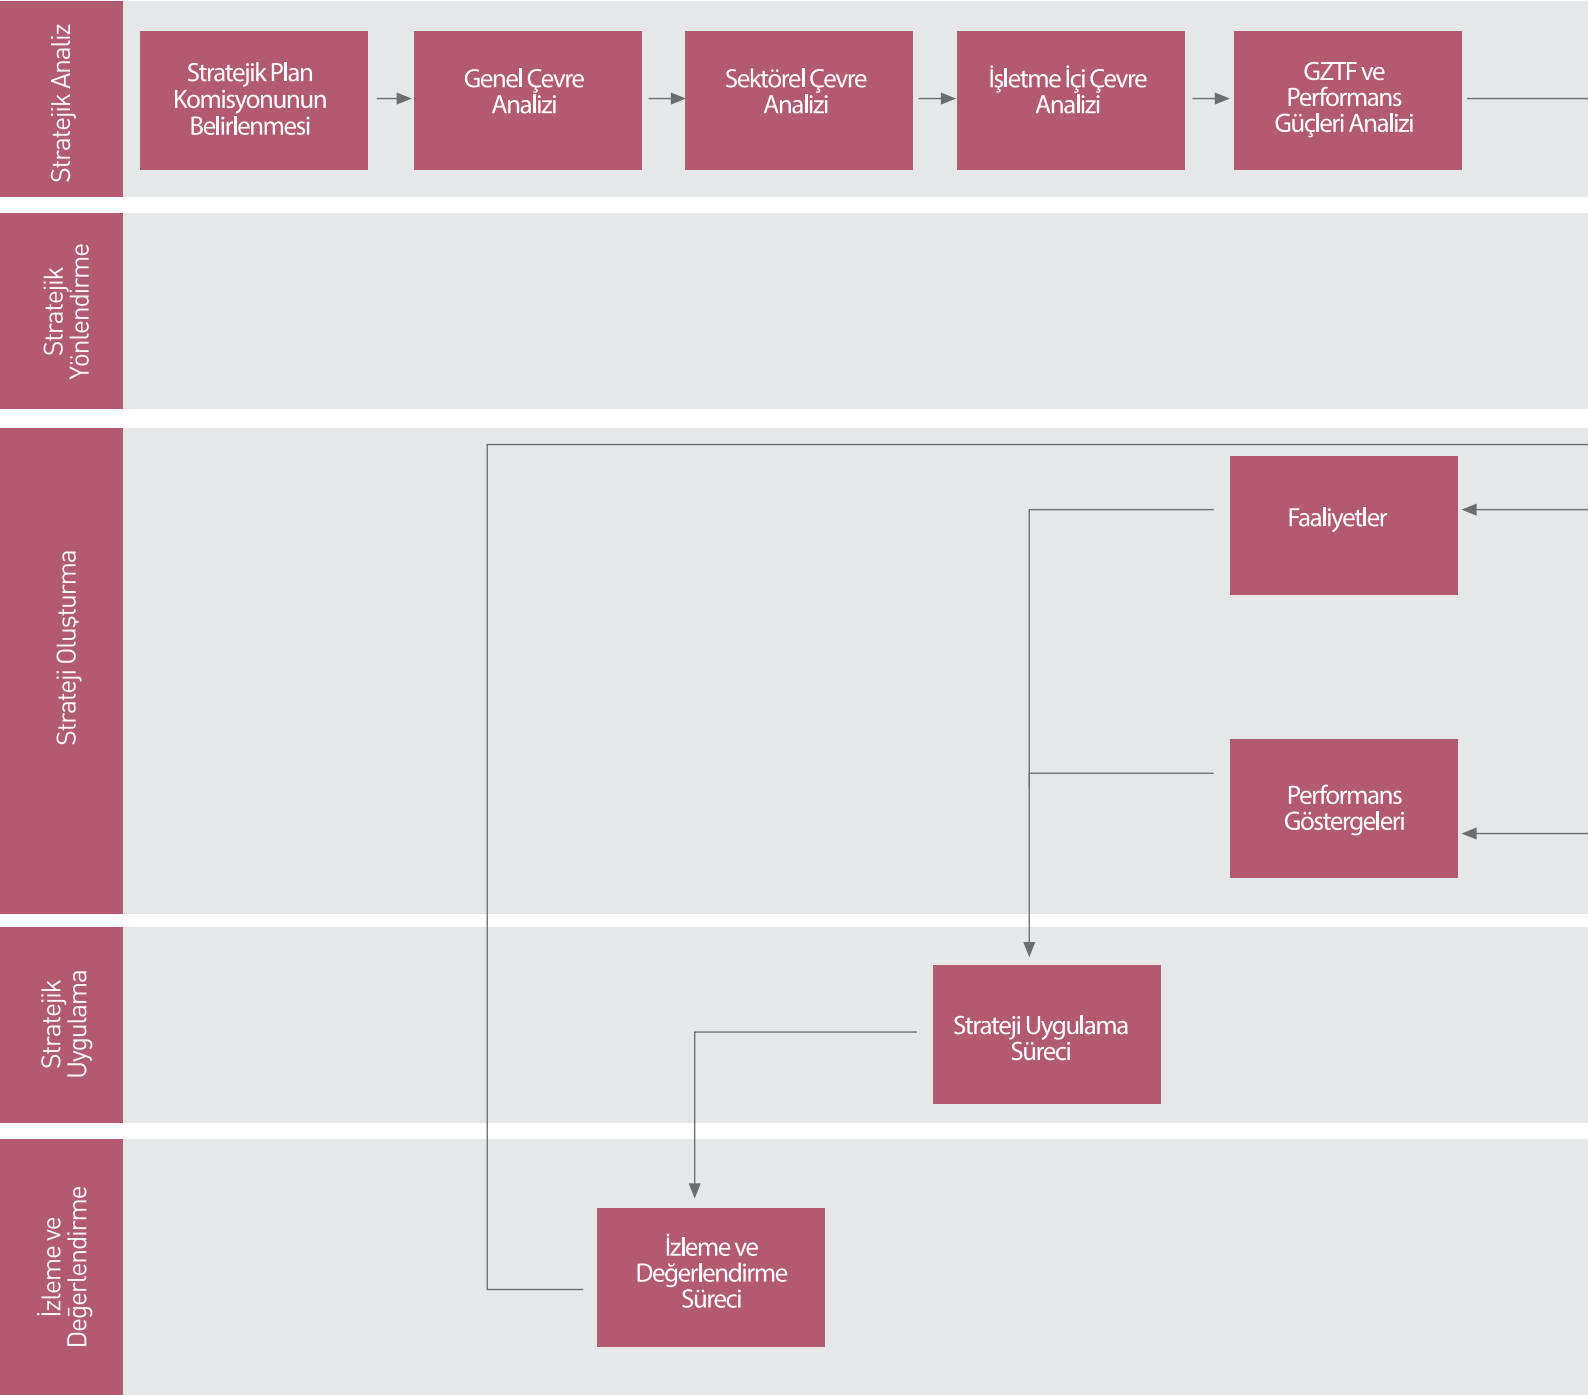 Stratejik Analiz
Stratejik Plan
Komisyonunun
Belirlenmesi
Genel Çevre
Analizi
Sektörel Çevre
Analizi
İşletme İçi Çevre
Analizi
GZTF ve
Performans
Güçleri Analizi
Stratejik
Yönlendirme
Strateji Oluşturma
Faaliyetler
Performans
Göstergeleri
Stratejik
Uygulama
Strateji Uygulama
Süreci
İzleme ve
Değerlendirme
İzleme ve
Değerlendirme
Süreci